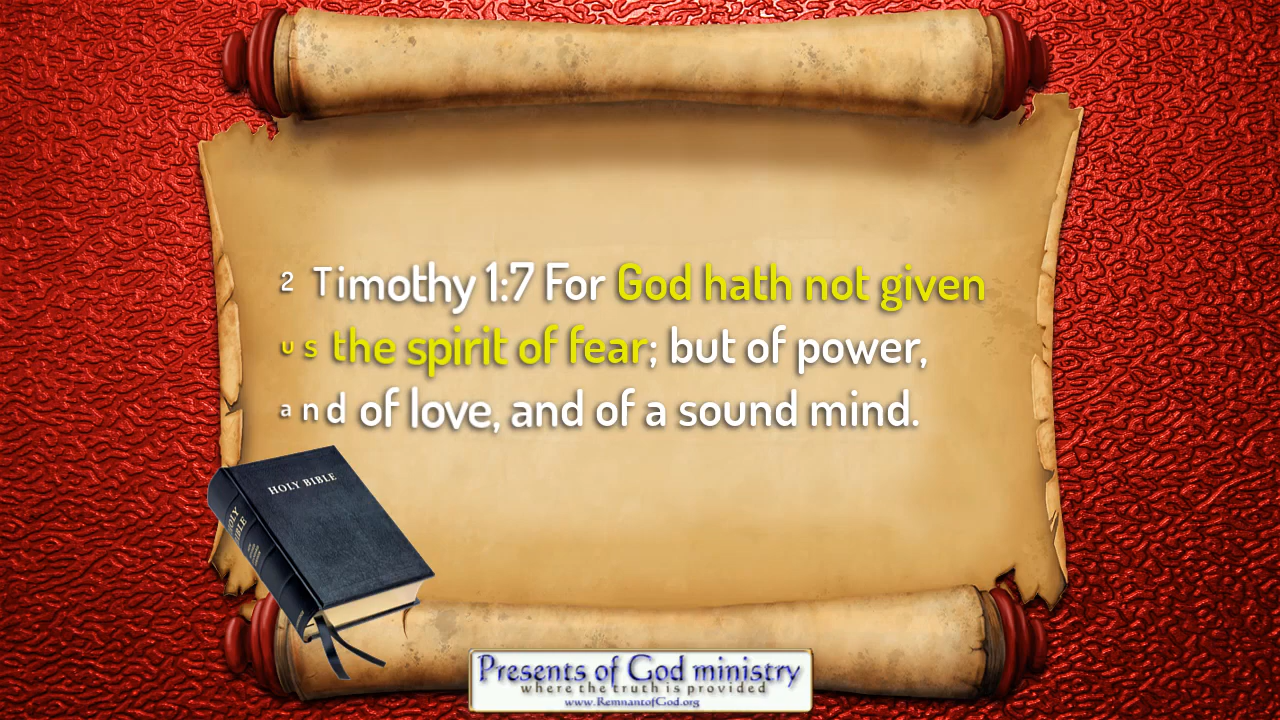 2 Timothy 1:7 For God hath not given
us the spirit of fear; but of power,
and of love, and of a sound mind.
HOLY BIBLE
HOLY BIBLE
Presents of God ministry
where the truth is provided
www.RemnantofGod.org